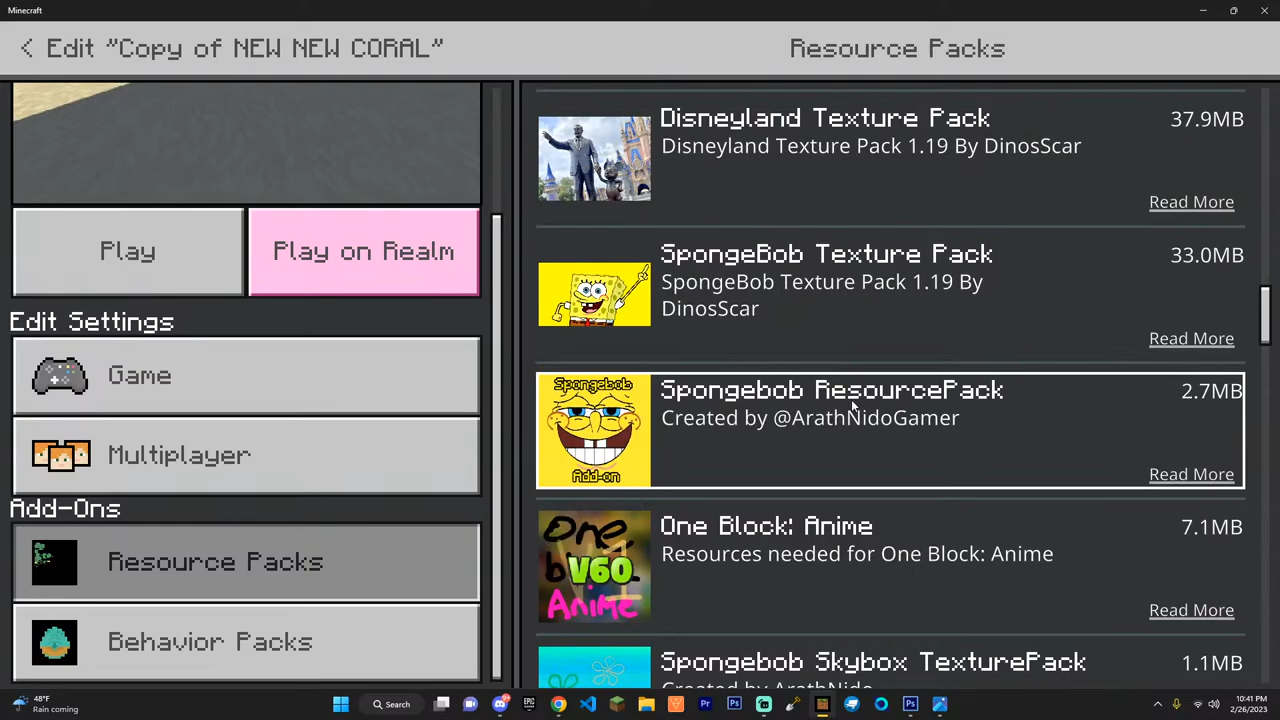 Minecraft
Edit "Copy of NEW NEW CORAL"
Resource Packs
Play
Play on Realm
Edit Settings
Game
Multiplayer
Add-Ons
Resource Packs
Behavior Packs
Disneyland Texture Pack
37.9MB
Disneyland Texture Pack 1.19 By DinosScar
Read More
SpongeBob Texture Pack
33.0MB
SpongeBob Texture Pack 1.19 By
DinosScar
Read More
Spongebob
Add-on
Spongebob ResourcePack
2.7MB
Created by @ArathNidoGamer
Read More
One
V60
Anime
One Block: Anime
7.1MB
Resources needed for One Block: Anime
Read More
Spongebob Skybox TexturePack
1.1MB
Created by ArathNido
48°F
Rain coming
Search
10:41 PM
2/26/2023